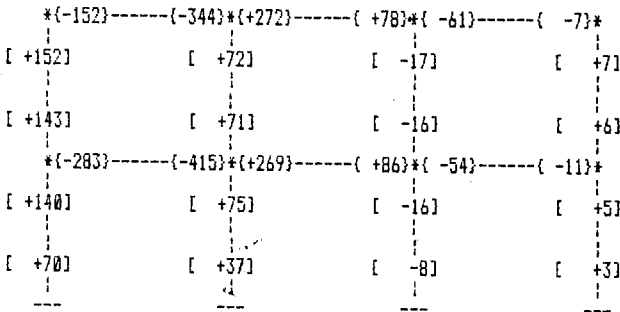 *{-152}------{-344}*{+272}------{ +78}*{ -61}------{ -7}*
[ +152] [ +72] [ -17] [ +7]
[ +143] [ +71] [ -16] [ +6]
*{-283}------{-415}*{+269}------{ +86}*{ -54}------{ -11}*
[ +140] [ +75] [ -16] [ +5]
[ +70] [ +37] [ -8] [ +3]
--- --- --- ---